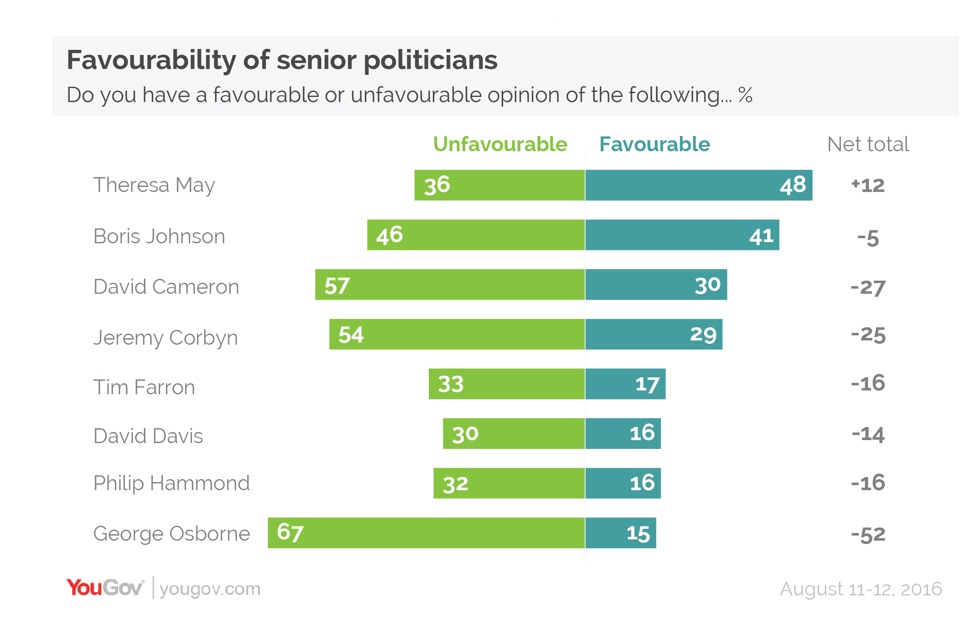 Favourability of senior politicians
Do you have a favourable or unfavourable opinion of the following... %
Unfavourable Favourable Net total
Theresa May 36 48 +12
Boris Johnson 46 41 -5
David Cameron 57 30 -27
Jeremy Corbyn 54 29 -25
Tim Farron 33 17 -16
David Davis 30 16 -14
Philip Hammond 32 16 -16
George Osborne 67 15 -52
YouGov® | yougov.com August 11-12, 2016